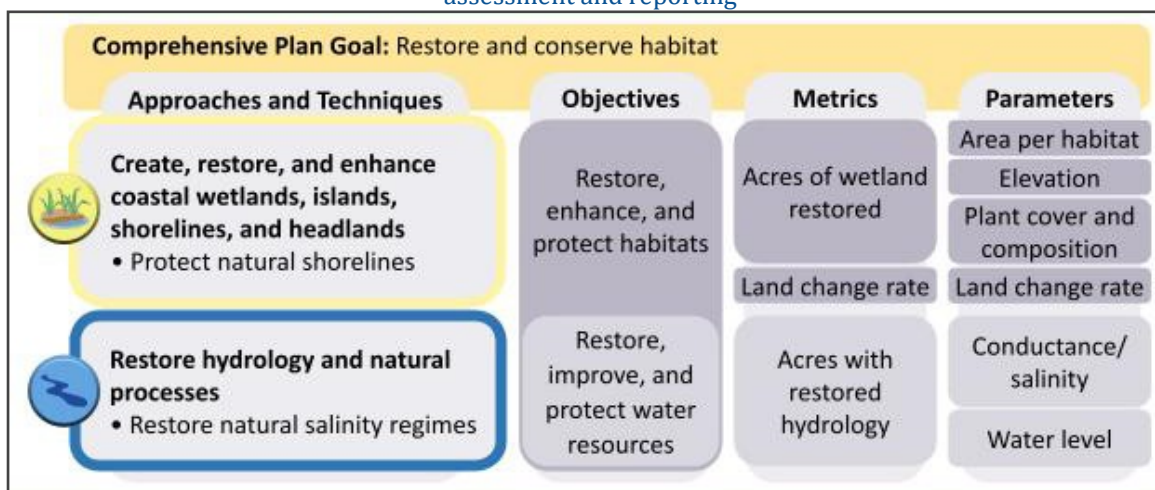 assessment and reporting
Comprehensive Plan Goal: Restore and conserve habitat
Approaches and Techniques
Objectives
Metrics
Parameters
Create, restore, and enhance
coastal wetlands, islands,
shorelines, and headlands
• Protect natural shorelines
Restore,
enhance, and
protect habitats
Acres of wetland
restored
Land change rate
Area per habitat
Elevation
Plant cover and
composition
Land change rate
Restore hydrology and natural
processes
• Restore natural salinity regimes
Restore,
improve, and
protect water
resources
Acres with
restored
hydrology
Conductance/
salinity
Water level